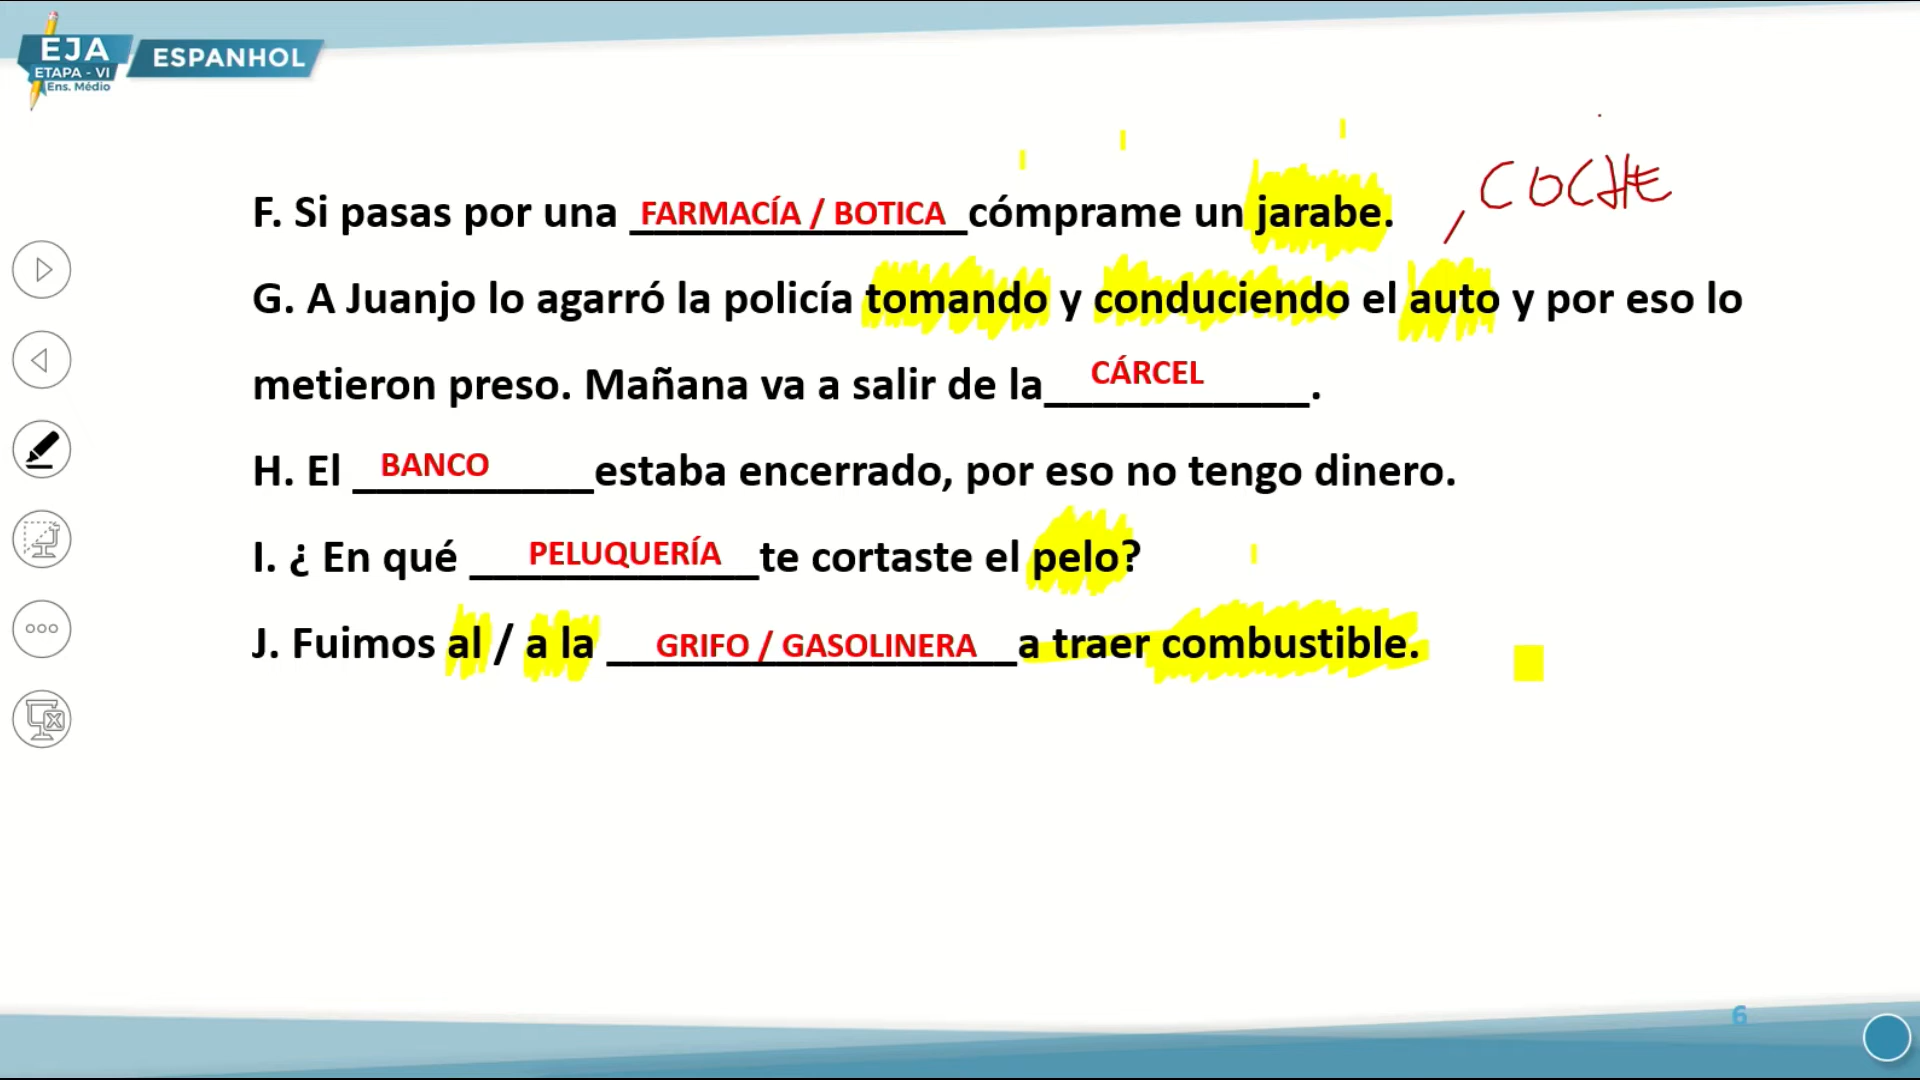 EJA
ETAPA - VI
Ens. Médio
ESPANHOL
COCHE
F. Si pasas por una FARMACÍA / BOTICA cómprame un jarabe.
G. A Juanjo lo agarró la policía tomando y conduciendo el auto y por eso lo
metieron preso. Mañana va a salir de la CÁRCEL.
H. El BANCO estaba encerrado, por eso no tengo dinero.
I. ¿ En qué PELUQUERÍA te cortaste el pelo?
J. Fuimos al / a la GRIFO / GASOLINERA a traer combustible.
6